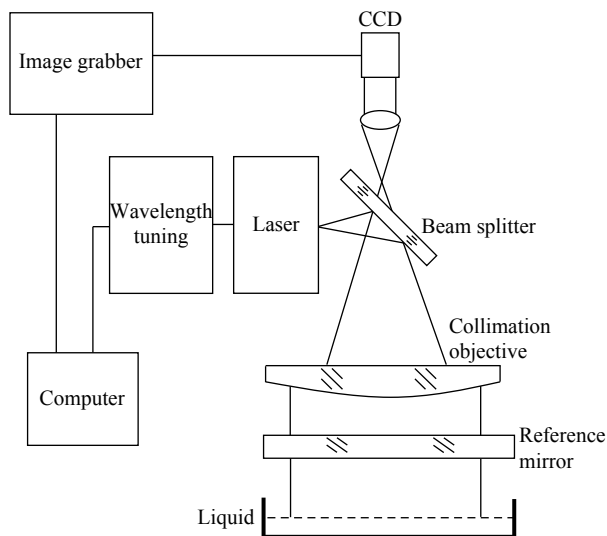 CCD
Image grabber
Wavelength
tuning
Laser
Beam splitter
Collimation
objective
Computer
Reference
mirror
Liquid